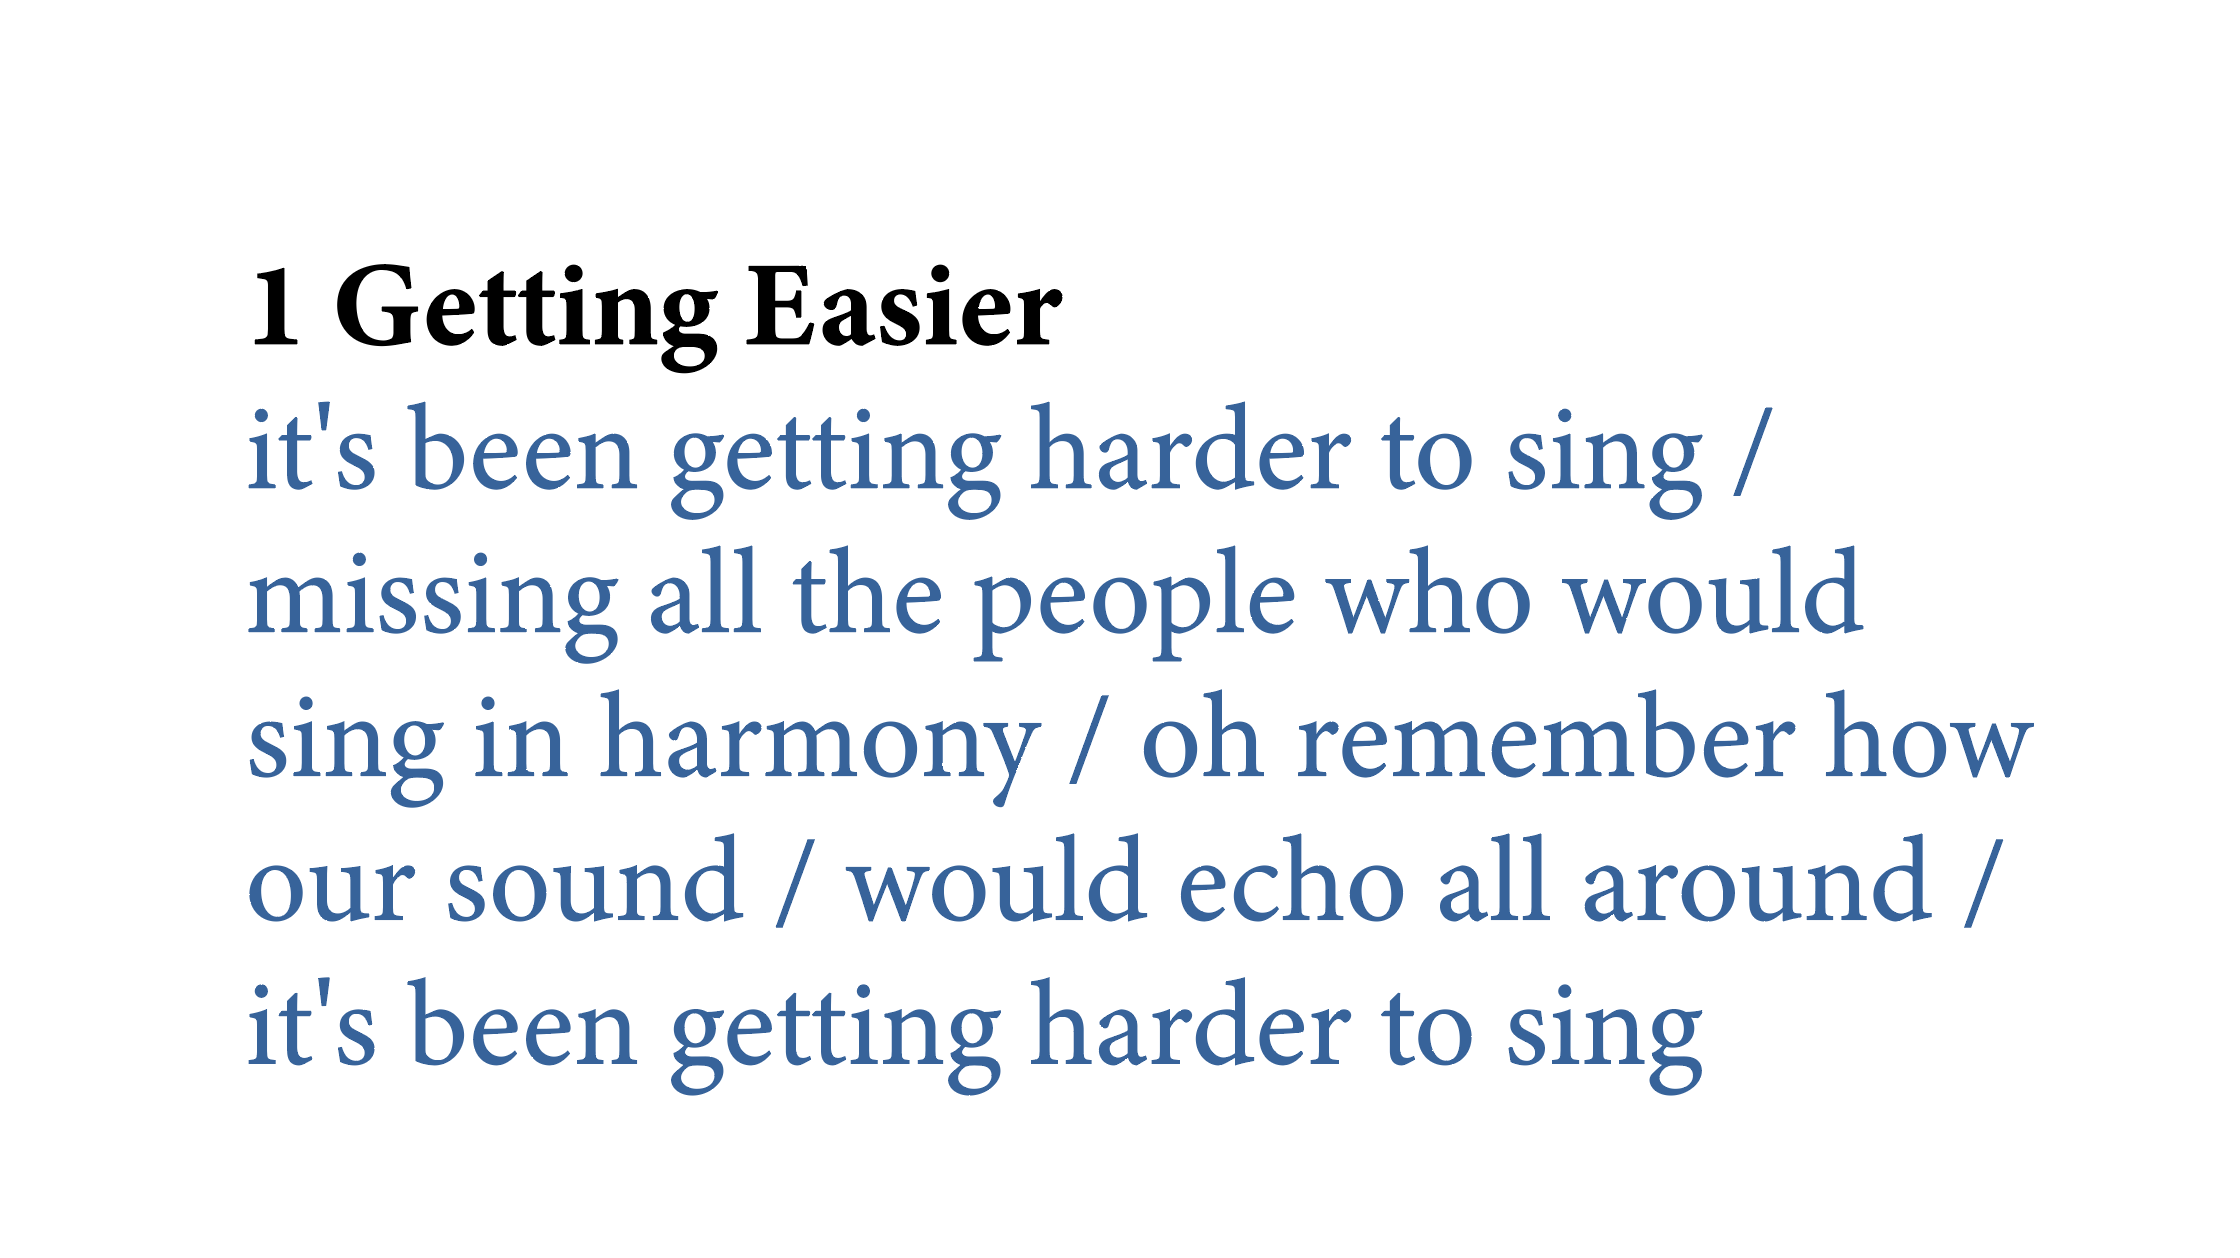 1 Getting Easier
it's been getting harder to sing /
missing all the people who would
sing in harmony / oh remember how
our sound / would echo all around /
it's been getting harder to sing